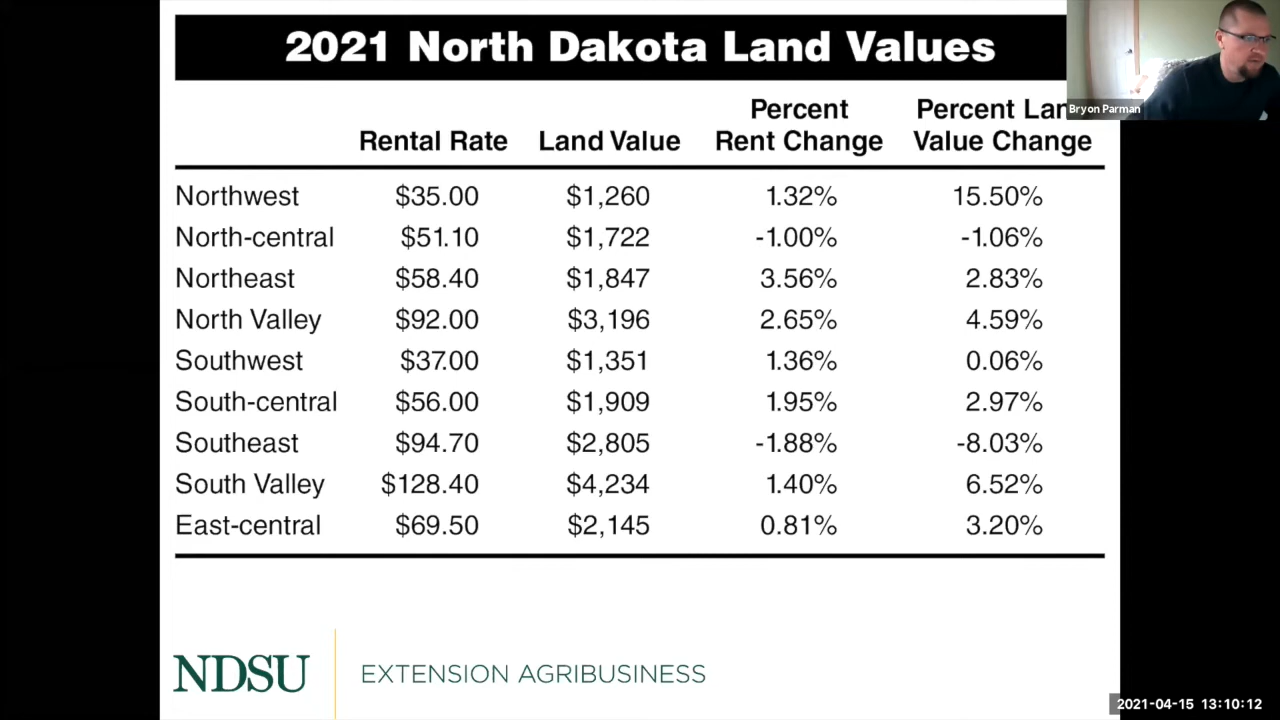 2021 North Dakota Land Values
Bryon Parman
Percent Percent Lan
Rental Rate Land Value Rent Change Value Change
Northwest $35.00 $1,260 1.32% 15.50%
North-central $51.10 $1,722 -1.00% -1.06%
Northeast $58.40 $1,847 3.56% 2.83%
North Valley $92.00 $3,196 2.65% 4.59%
Southwest $37.00 $1,351 1.36% 0.06%
South-central $56.00 $1,909 1.95% 2.97%
Southeast $94.70 $2,805 -1.88% -8.03%
South Valley $128.40 $4,234 1.40% 6.52%
East-central $69.50 $2,145 0.81% 3.20%
NDSU EXTENSION AGRIBUSINESS
2021-04-15 13:10:12